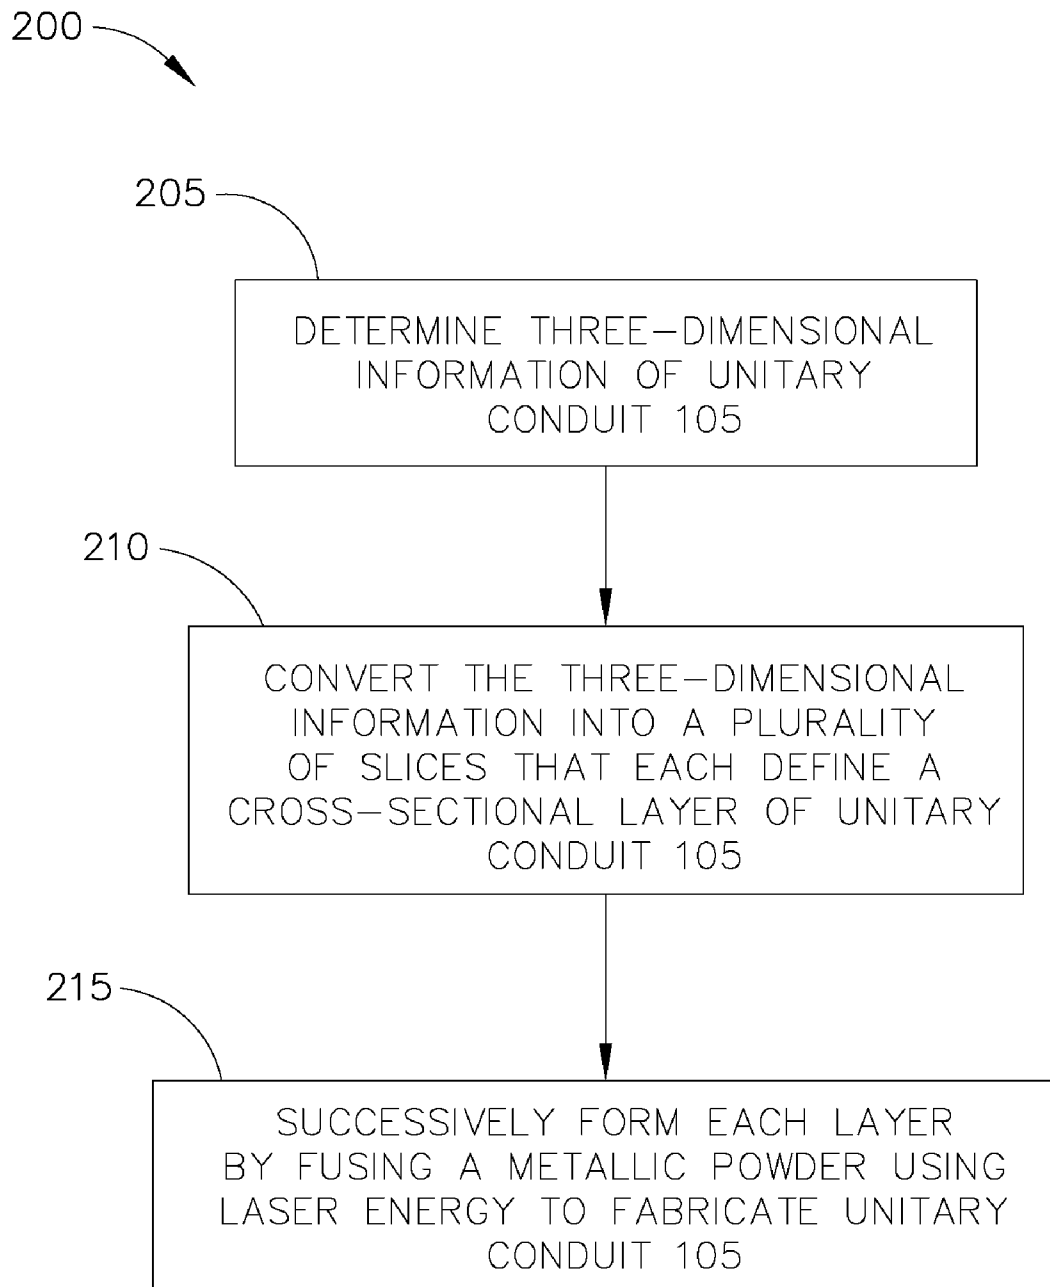 200
205
DETERMINE THREE-DIMENSIONAL
INFORMATION OF UNITARY
CONDUIT 105
210
CONVERT THE THREE-DIMENSIONAL
INFORMATION INTO A PLURALITY
OF SLICES THAT EACH DEFINE A
CROSS-SECTIONAL LAYER OF UNITARY
CONDUIT 105
215
SUCCESSIVELY FORM EACH LAYER
BY FUSING A METALLIC POWDER USING
LASER ENERGY TO FABRICATE UNITARY
CONDUIT 105